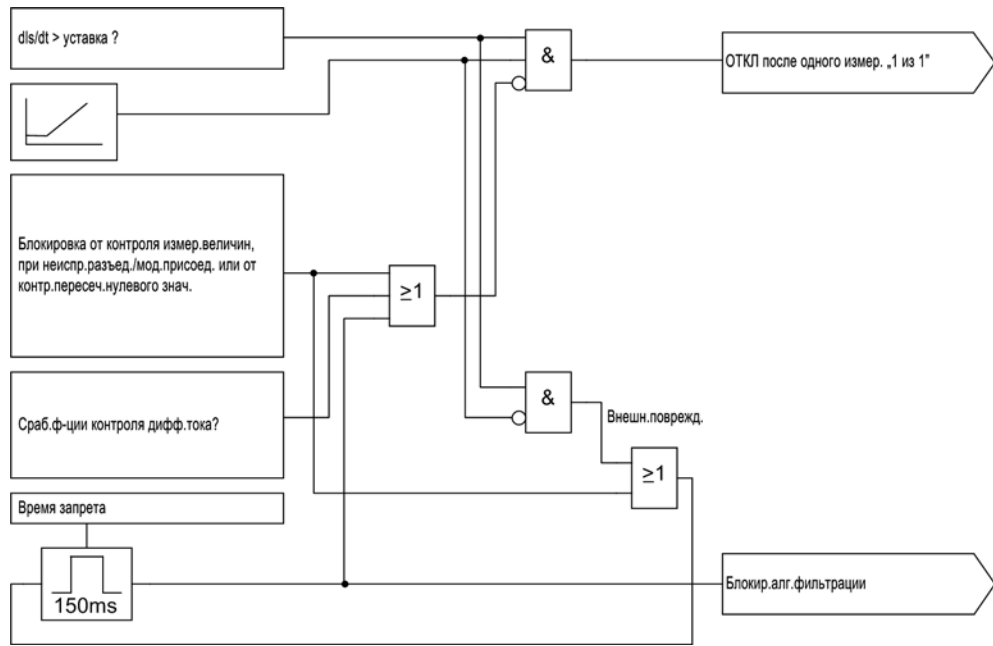 dIs/dt > уставка ?
&
ОТКЛ после одного измер. „1 из 1”
Блокировка от контроля измер.величин,
при неиспр.разъед./мод.присоед. или от
контр.пересеч.нулевого знач.
≥1
Сраб.ф-ции контроля дифф.тока?
&
Внешн.поврежд.
≥1
Время запрета
150ms
Блокир.алг.фильтрации